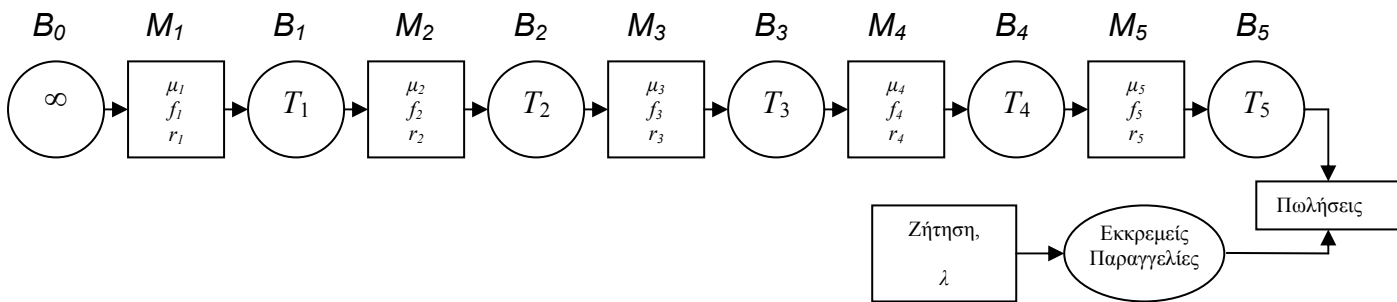 B0 M1 B1 M2 B2 M3 B3 M4 B4 M5 B5
∞
μ1
f1
r1
T1
μ2
f2
r2
T2
μ3
f3
r3
T3
μ4
f4
r4
T4
μ5
f5
r5
T5
Πωλήσεις
Ζήτηση,
λ
Εκκρεμείς
Παραγγελίες